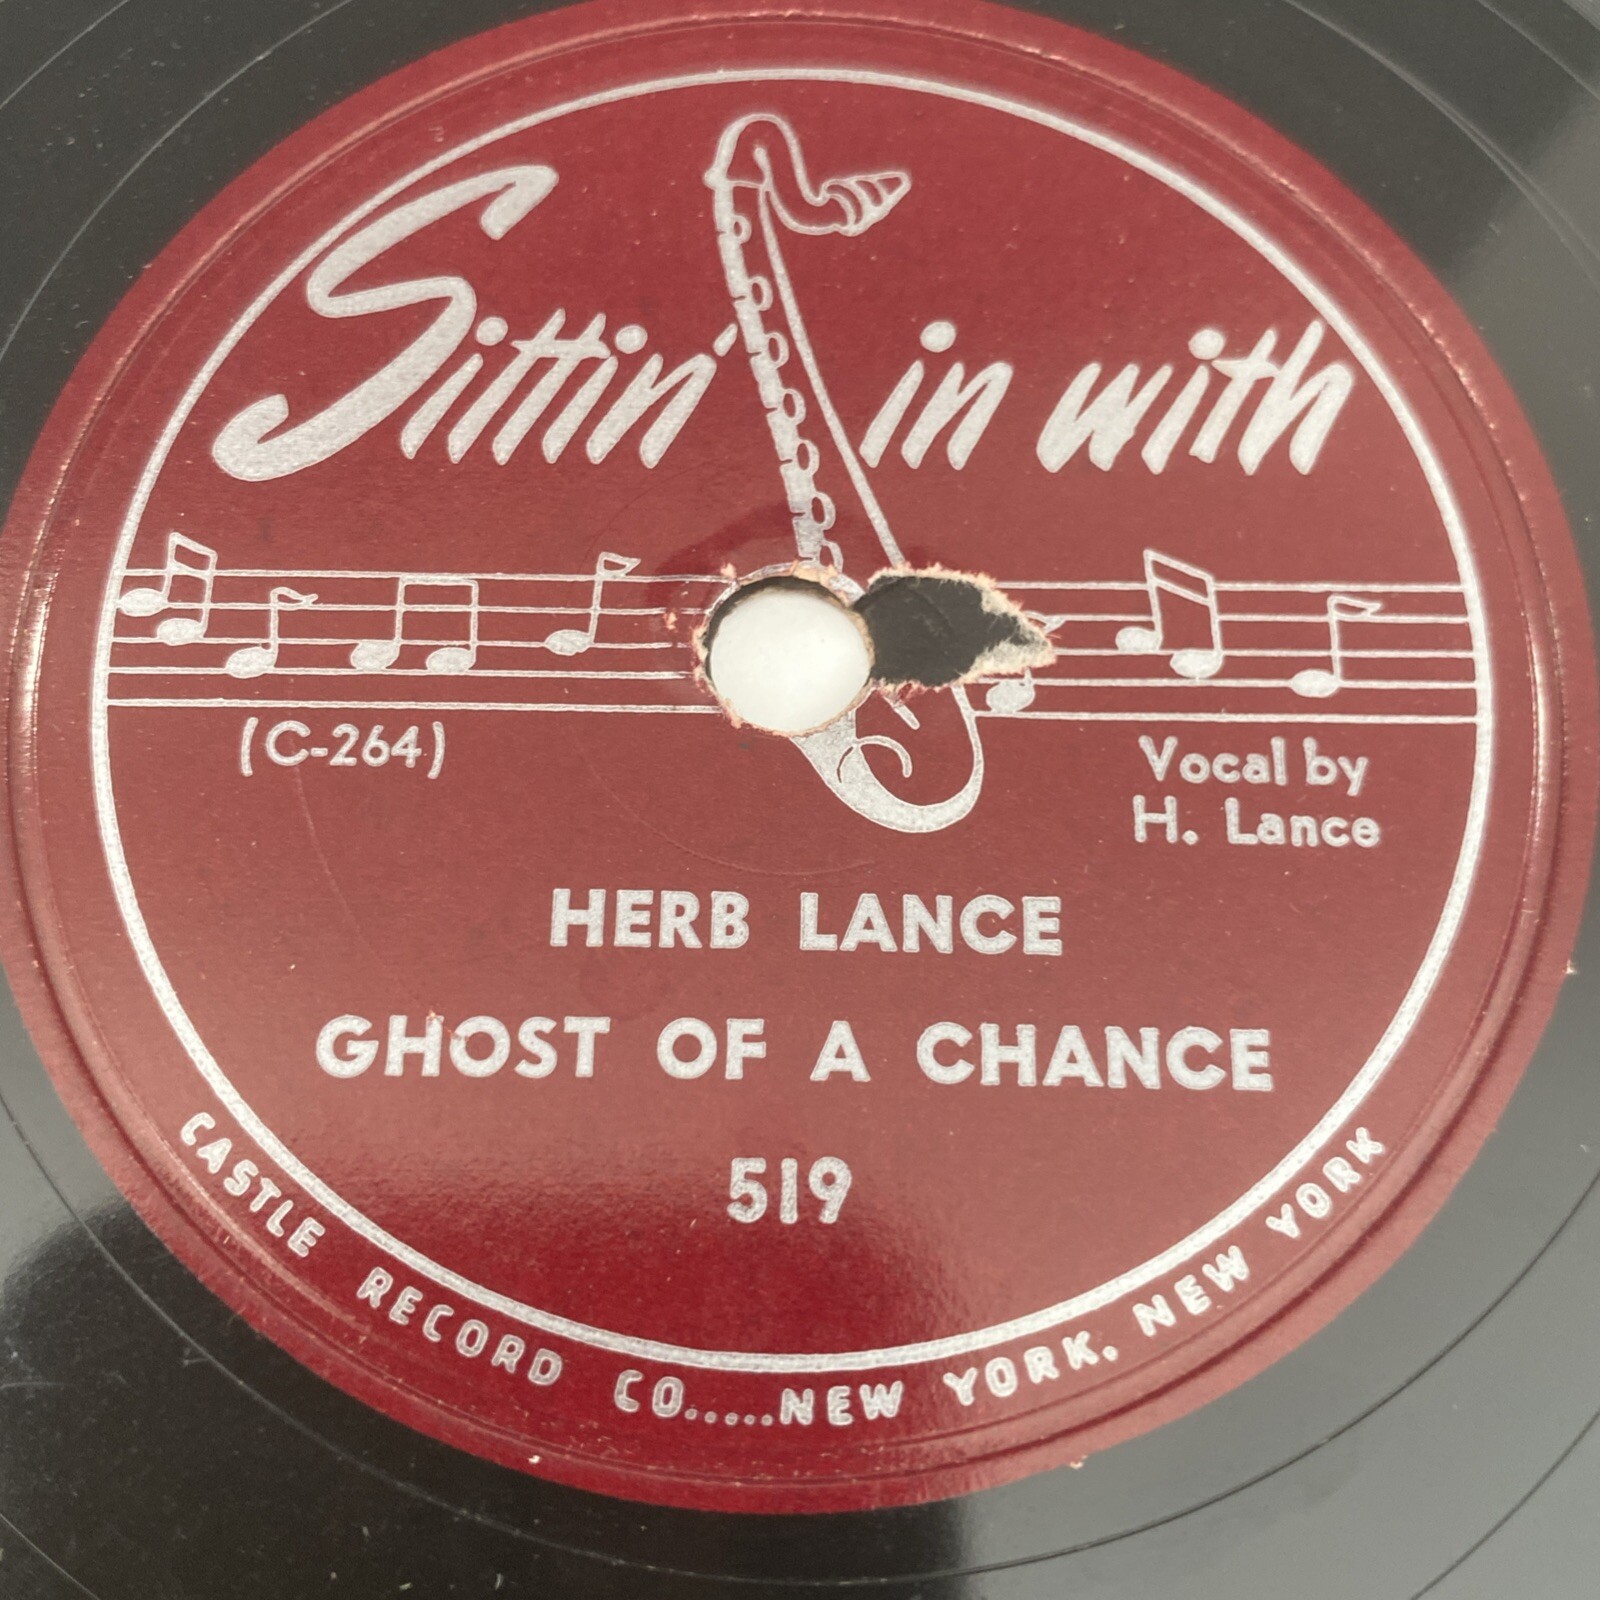 Sittin' in with
(C-264)
Vocal by
H. Lance
HERB LANCE
GHOST OF A CHANCE
519
CASTLE RECORD CO.....NEW YORK, NEW YORK